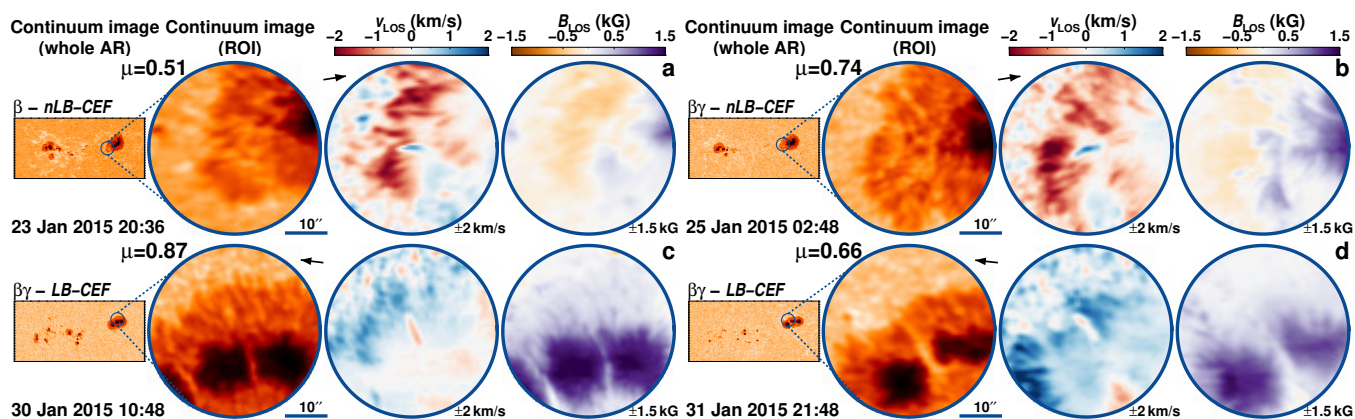 Continuum image (whole AR)
Continuum image (ROI)
vLOS (km/s)
−2 −1 0 1 2
BLOS (kG)
−1.5 −0.5 0.5 1.5
μ=0.51
a
β − nLB−CEF
23 Jan 2015 20:36
10′′
±2 km/s
±1.5 kG
Continuum image (whole AR)
Continuum image (ROI)
vLOS (km/s)
−2 −1 0 1 2
BLOS (kG)
−1.5 −0.5 0.5 1.5
μ=0.74
b
βγ − nLB−CEF
25 Jan 2015 02:48
10′′
±2 km/s
±1.5 kG
μ=0.87
c
βγ − LB−CEF
30 Jan 2015 10:48
10′′
±2 km/s
±1.5 kG
μ=0.66
d
βγ − LB−CEF
31 Jan 2015 21:48
10′′
±2 km/s
±1.5 kG